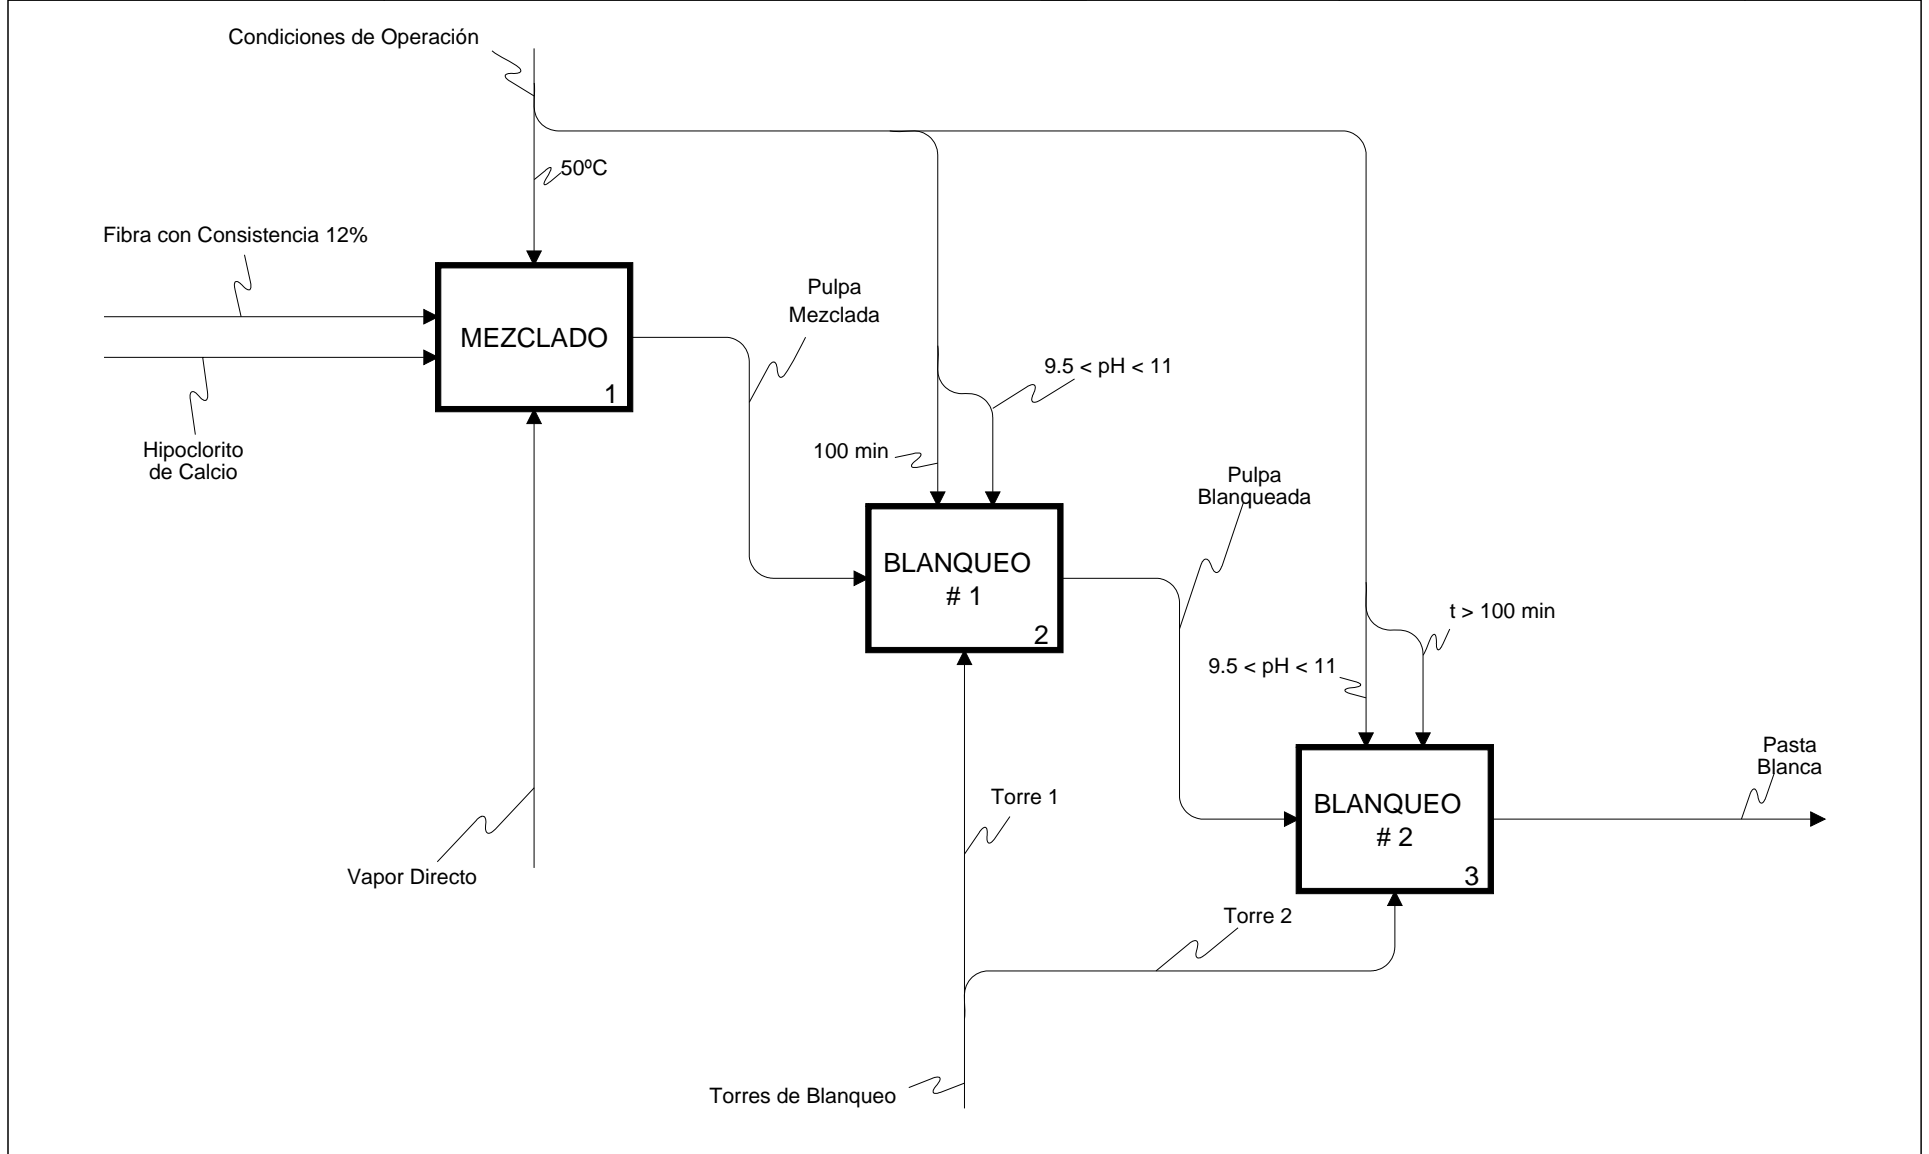 Condiciones de Operación
50ºC
Fibra con Consistencia 12%
MEZCLADO
1
Hipoclorito
de Calcio
Pulpa
Mezclada
9.5 < pH < 11
100 min
BLANQUEO
# 1
2
Pulpa
Blanqueada
t > 100 min
9.5 < pH < 11
BLANQUEO
# 2
3
Pasta
Blanca
Torre 1
Vapor Directo
Torre 2
Torres de Blanqueo